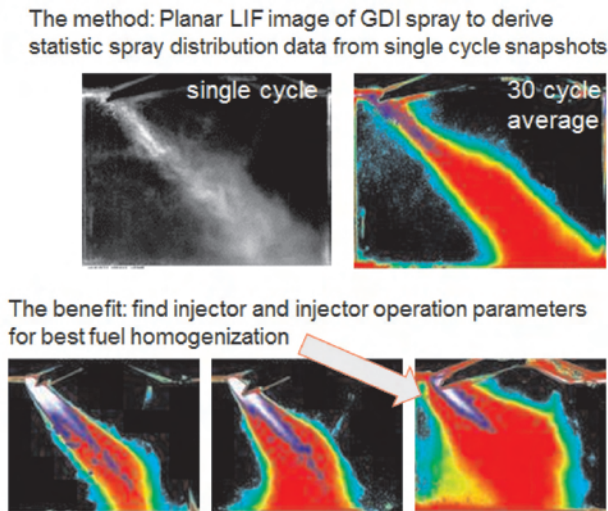 The method: Planar LIF image of GDI spray to derive
statistic spray distribution data from single cycle snapshots
single cycle
30 cycle
average
The benefit: find injector and injector operation parameters
for best fuel homogenization